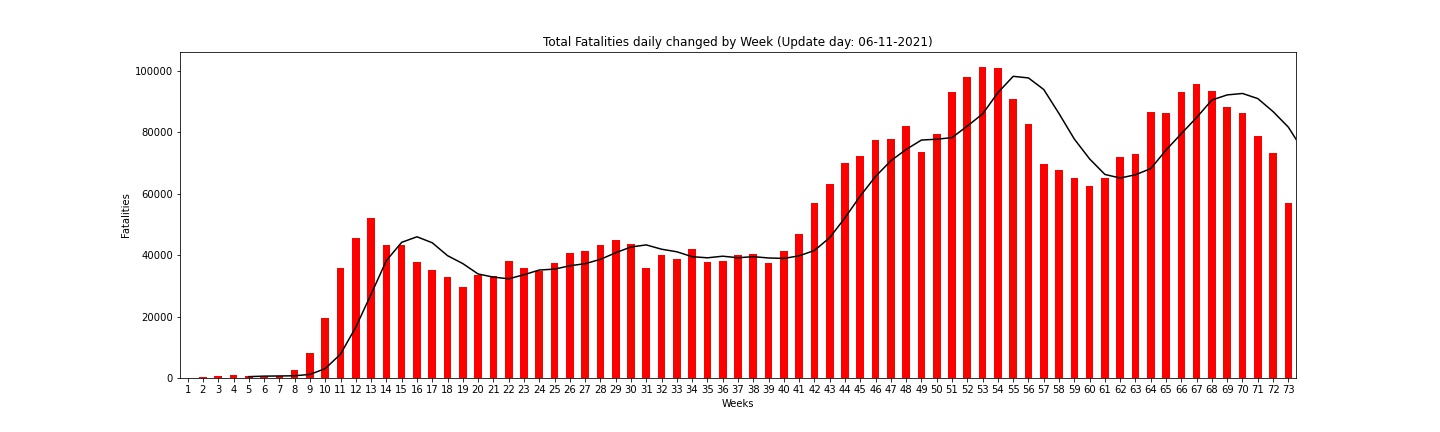 Total Fatalities daily changed by Week (Update day: 06-11-2021)
100000
80000
60000
40000
20000
0
Fatalities
1 2 3 4 5 6 7 8 9 10 11 12 13 14 15 16 17 18 19 20 21 22 23 24 25 26 27 28 29 30 31 32 33 34 35 36 37 38 39 40 41 42 43 44 45 46 47 48 49 50 51 52 53 54 55 56 57 58 59 60 61 62 63 64 65 66 67 68 69 70 71 72 73
Weeks